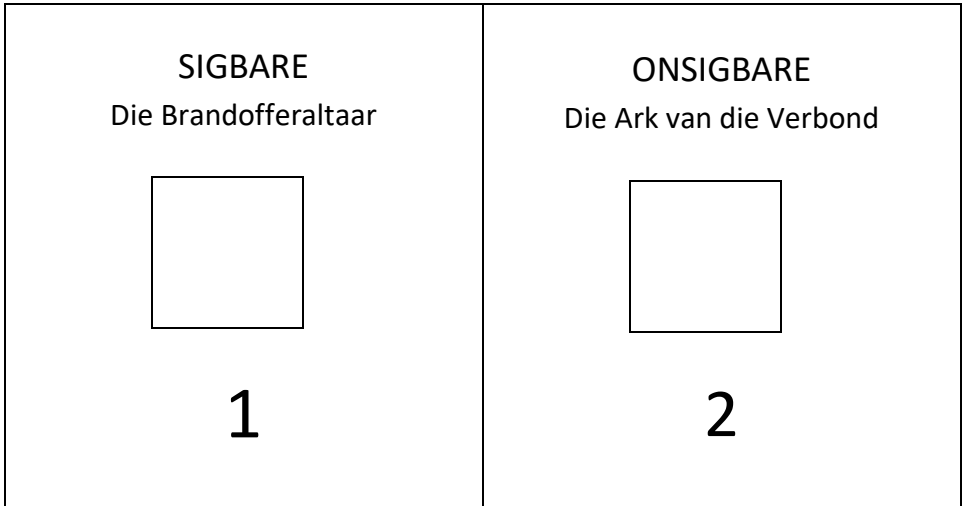 SIGBARE
Die Brandofferaltaar
1
ONSIGBARE
Die Ark van die Verbond
2